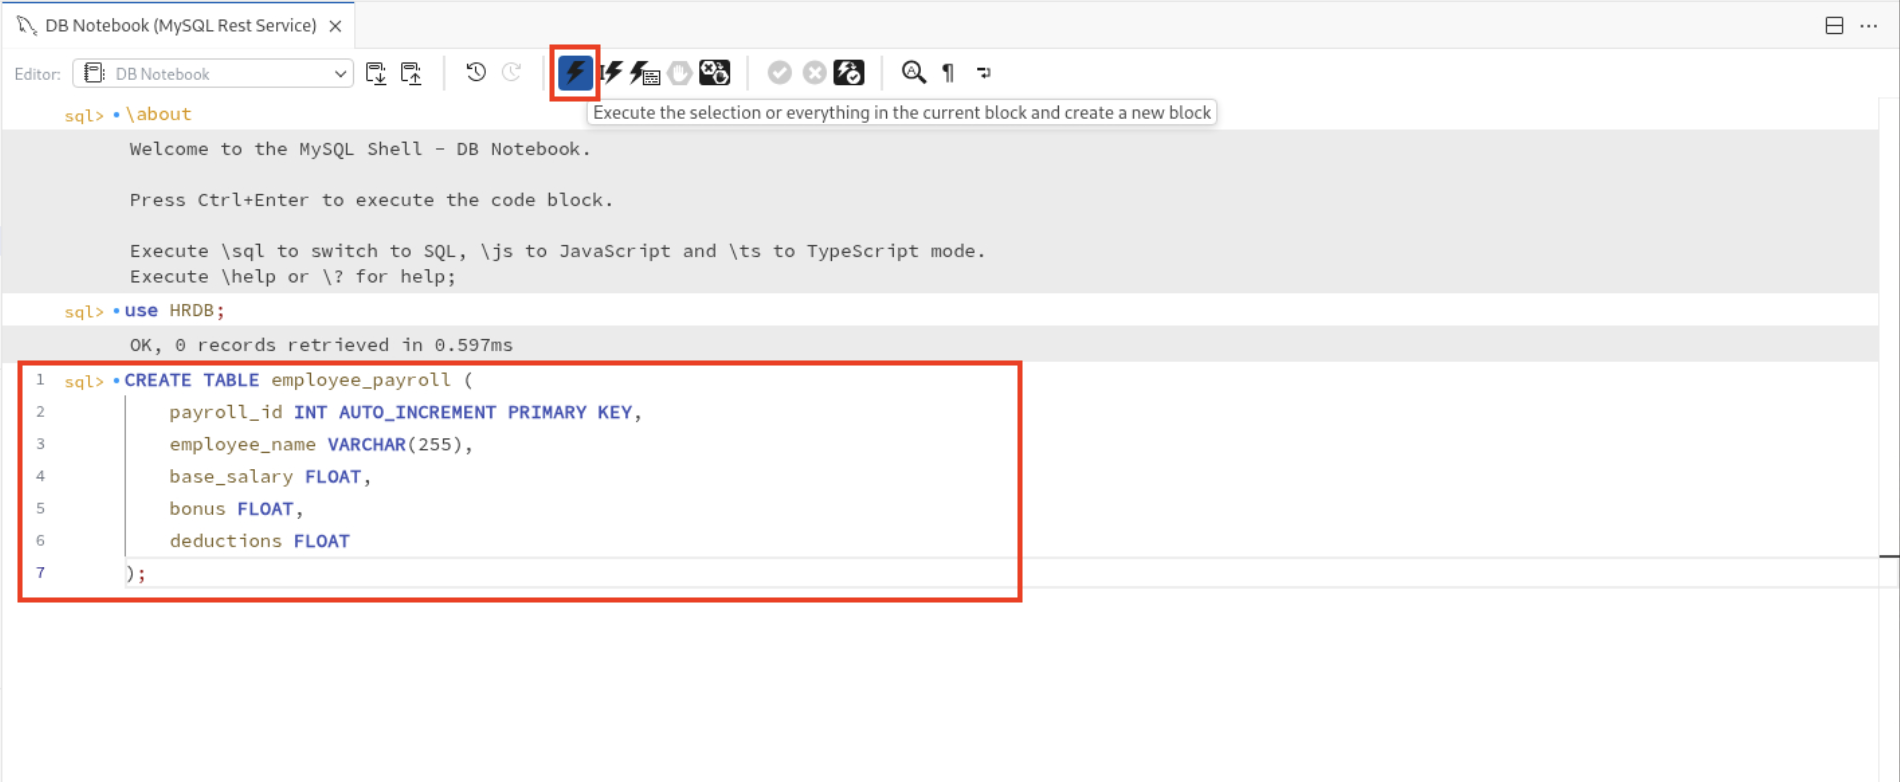 DB Notebook (MySQL Rest Service)
Editor: DB Notebook
Execute the selection or everything in the current block and create a new block
sql> \about
Welcome to the MySQL Shell - DB Notebook.
Press Ctrl+Enter to execute the code block.
Execute \sql to switch to SQL, \js to JavaScript and \ts to TypeScript mode.
Execute \help or \? for help;
sql> use HRDB;
OK, 0 records retrieved in 0.597ms
1 sql> CREATE TABLE employee_payroll (
2 payroll_id INT AUTO_INCREMENT PRIMARY KEY,
3 employee_name VARCHAR(255),
4 base_salary FLOAT,
5 bonus FLOAT,
6 deductions FLOAT
7 );